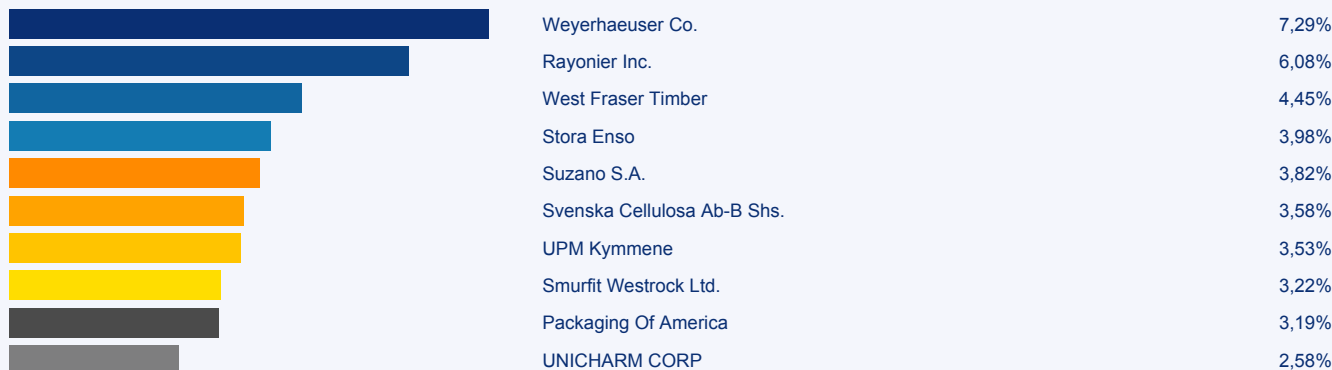 Weyerhaeuser Co. 7,29%
Rayonier Inc. 6,08%
West Fraser Timber 4,45%
Stora Enso 3,98%
Suzano S.A. 3,82%
Svenska Cellulosa Ab-B Shs. 3,58%
UPM Kymmene 3,53%
Smurfit Westrock Ltd. 3,22%
Packaging Of America 3,19%
UNICHARM CORP 2,58%